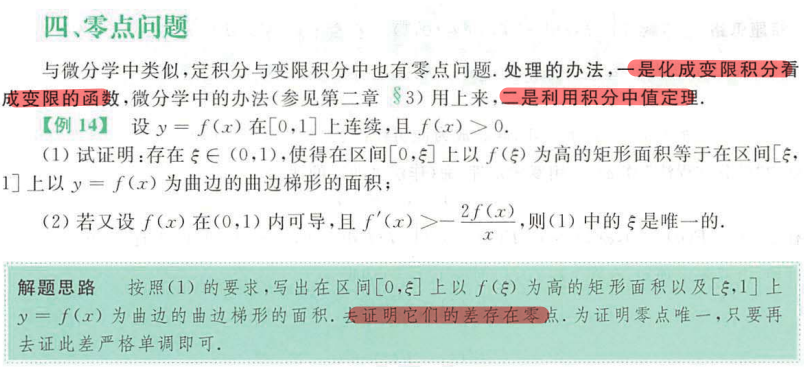 四、零点问题
与微分学中类似,定积分与变限积分中也有零点问题.处理的办法,一是化成变限积分看
成变限的函数,微分学中的办法(参见第二章 §3)用上来,二是利用积分中值定理.
【例 14】 设 y = f(x) 在[0,1]上连续,且 f(x) > 0.
(1) 试证明:存在 ξ ∈ (0,1),使得在区间[0,ξ]上以 f(ξ) 为高的矩形面积等于在区间[ξ,
1]上以 y = f(x) 为曲边的曲边梯形的面积;
(2) 若又设 f(x) 在(0,1) 内可导,且 f′(x) >− 2f(x)/x,则(1) 中的 ξ 是唯一的.
解题思路 按照(1) 的要求,写出在区间[0,ξ]上以 f(ξ) 为高的矩形面积以及[ξ,1]上
y = f(x) 为曲边的曲边梯形的面积.去证明它们的差存在零点.为证明零点唯一,只要再
去证此差严格单调即可.